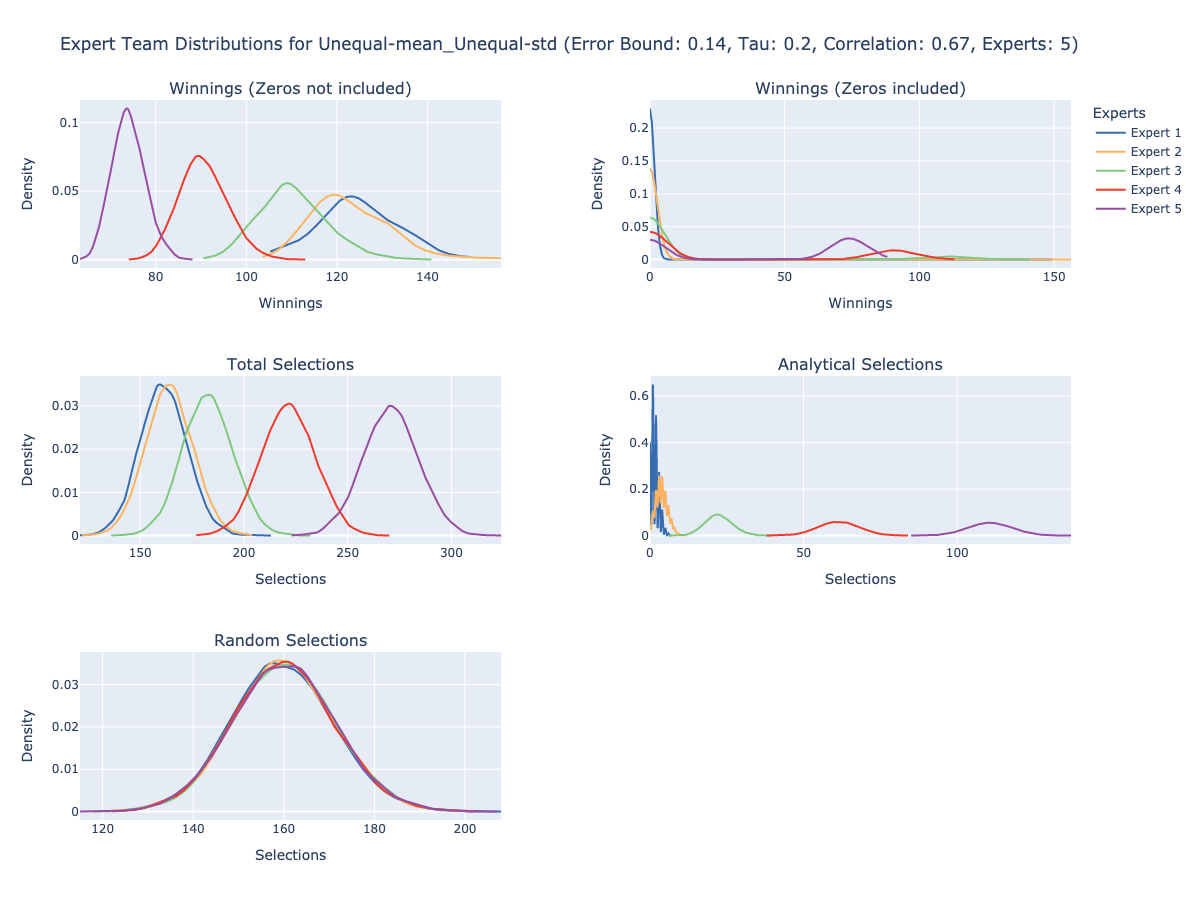 Expert Team Distributions for Unequal-mean_Unequal-std (Error Bound: 0.14, Tau: 0.2, Correlation: 0.67, Experts: 5)
Winnings (Zeros not included)
0.1
0.05
0
Density
80 100 120 140
Winnings
Winnings (Zeros included)
0.2
0.15
0.1
0.05
0
Density
0 50 100 150
Winnings
Experts
Expert 1
Expert 2
Expert 3
Expert 4
Expert 5
Total Selections
0.03
0.02
0.01
0
Density
150 200 250 300
Selections
Analytical Selections
0.6
0.4
0.2
0
Density
0 50 100
Selections
Random Selections
0.03
0.02
0.01
0
Density
120 140 160 180 200
Selections